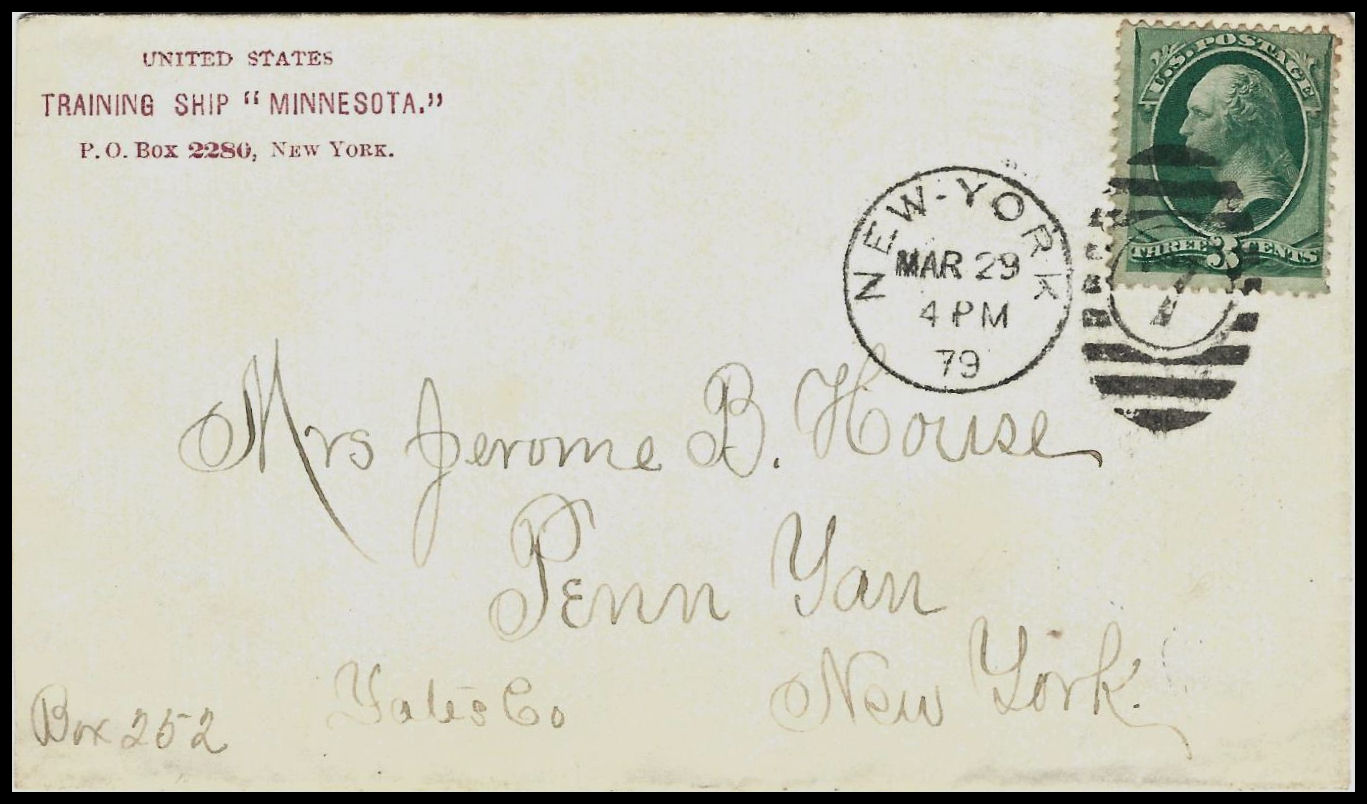 UNITED STATES
TRAINING SHIP “MINNESOTA.”
P. O. BOX 2280, NEW YORK.
U.S. POSTAGE
THREE 3 CENTS
NEW-YORK
MAR 29
4 PM
79
Mrs Jerome B. House
Penn Yan
Yates Co
New York.
Box 252